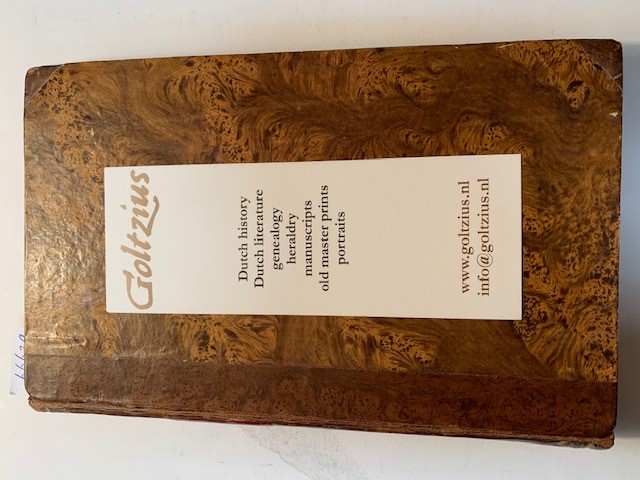 Goltzius
Dutch history
Dutch literature
genealogy
heraldry
manuscripts
old master prints
portraits
www.goltzius.nl
info@goltzius.nl